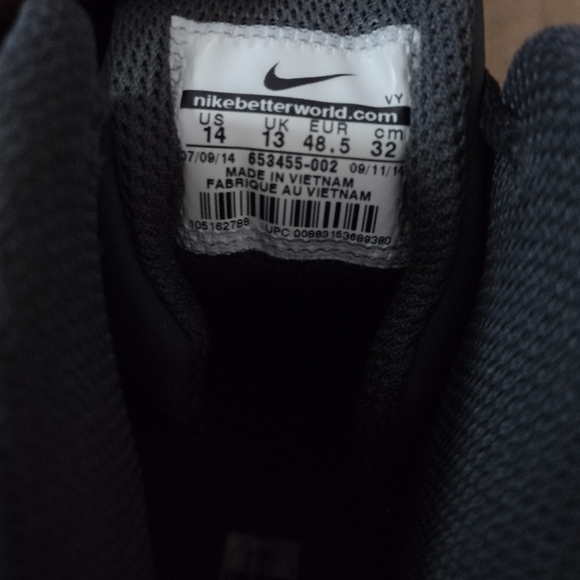 VY
nikebetterworld.com
US UK EUR cm
14 13 48.5 32
07/09/14 653455-002 09/11/14
MADE IN VIETNAM
FABRIQUE AU VIETNAM
105162789 UPC 00883153689380